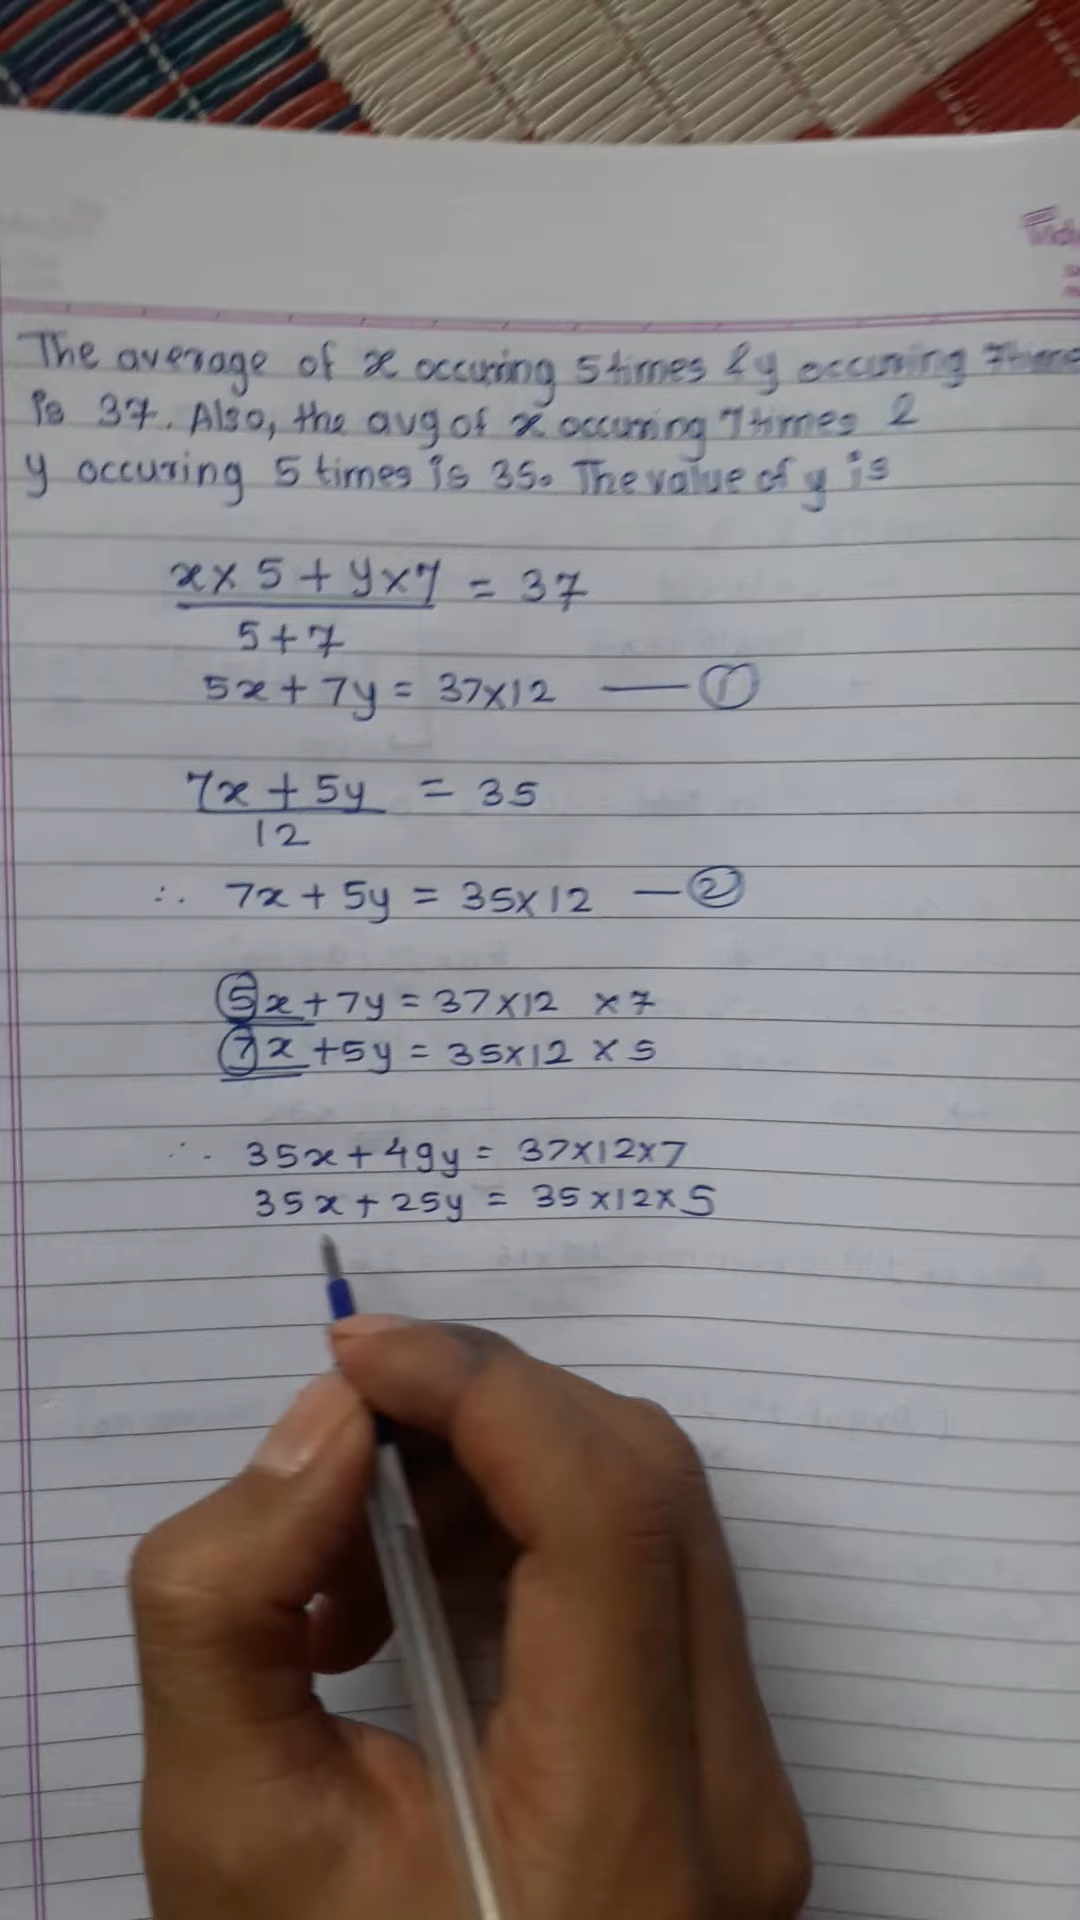 The average of x occuring 5 times & y occuring 7 times
is 37. Also, the avg of x occuring 7 times &
y occuring 5 times is 35. The value of y is
x × 5 + y × 7 = 37
5 + 7
5x + 7y = 37×12 — ①
7x + 5y = 35
12
∴ 7x + 5y = 35×12 — ②
5x + 7y = 37×12 × 7
7x + 5y = 35×12 × 5
∴ 35x + 49y = 37×12×7
35x + 25y = 35×12×5